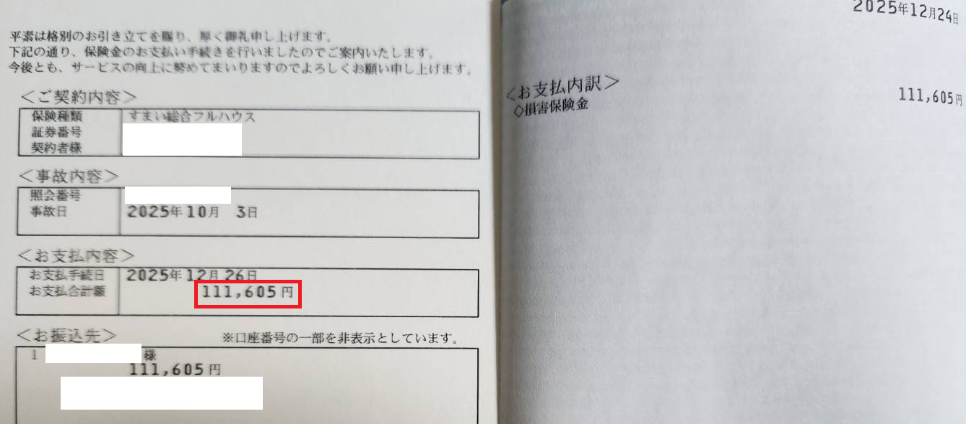 平素は格別のお引き立てを賜り、厚く御礼申し上げます。
下記の通り、保険金のお支払い手続きを行いましたのでご案内いたします。
今後とも、サービスの向上に努めてまいりますのでよろしくお願い申し上げます。
＜ご契約内容＞
保険種類 すまい総合フルハウス
証券番号
契約者様
＜事故内容＞
照会番号
事故日 2025年10月 3日
＜お支払内容＞
お支払手続日 2025年12月26日
お支払合計額 111,605円
＜お振込先＞ ※口座番号の一部を非表示としています。
1 様
111,605円
2025年12月24日
＜お支払内訳＞
◇損害保険金 111,605円